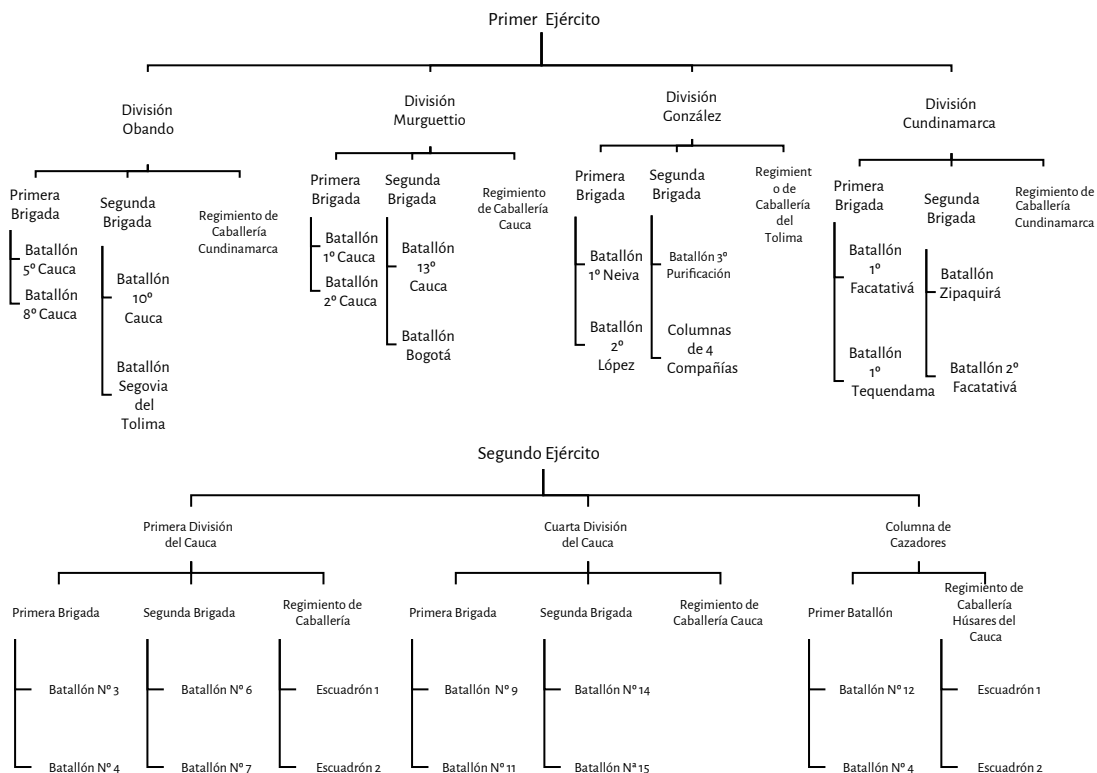 Primer Ejército
División
Obando
Primera
Brigada
Batallón
5º Cauca
Batallón
8º Cauca
Segunda
Brigada
Batallón
10º
Cauca
Batallón
Segovia
del
Tolima
Regimiento de
Caballería
Cundinamarca
División
Murguettio
Primera
Brigada
Batallón
1º Cauca
Batallón
2º Cauca
Segunda
Brigada
Batallón
13º
Cauca
Batallón
Bogotá
Regimiento
de Caballería
Cauca
División
González
Primera
Brigada
Batallón
1º Neiva
Batallón
2º
López
Segunda
Brigada
Batallón 3º
Purificación
Columnas
de 4
Compañías
Regimient
o de
Caballería
del
Tolima
División
Cundinamarca
Primera
Brigada
Batallón
1º
Facatativá
Batallón
1º
Tequendama
Segunda
Brigada
Batallón
Zipaquirá
Batallón 2º
Facatativá
Regimiento de
Caballería
Cundinamarca
Segundo Ejército
Primera División
del Cauca
Primera Brigada
Batallón Nº 3
Batallón Nº 4
Segunda Brigada
Batallón Nº 6
Batallón Nº 7
Regimiento de
Caballería
Escuadrón 1
Escuadrón 2
Cuarta División
del Cauca
Primera Brigada
Batallón Nº 9
Batallón Nº 11
Segunda Brigada
Batallón Nº 14
Batallón Nª 15
Regimiento de
Caballería Cauca
Columna de
Cazadores
Primer Batallón
Batallón Nº 12
Batallón Nº 4
Regimiento de
Caballería
Húsares del
Cauca
Escuadrón 1
Escuadrón 2